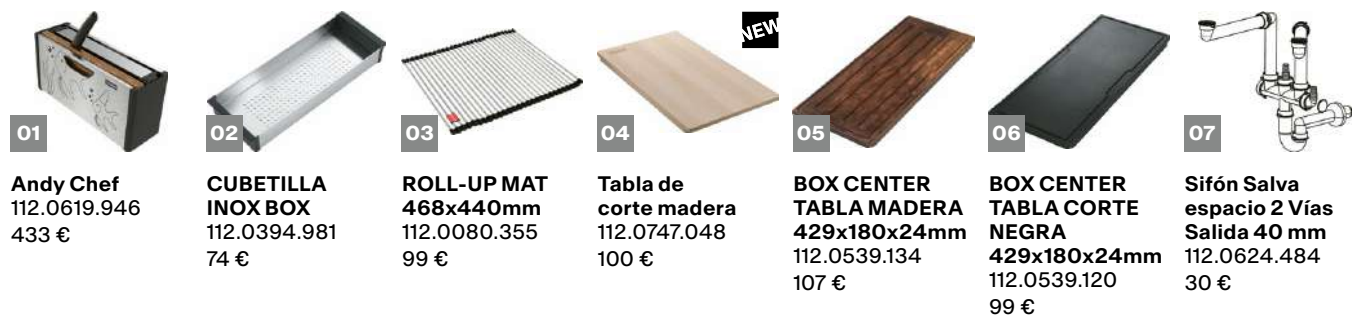 NEW
01
Andy Chef
112.0619.946
433 €
02
CUBETILLA
INOX BOX
112.0394.981
74 €
03
ROLL-UP MAT
468x440mm
112.0080.355
99 €
04
Tabla de
corte madera
112.0747.048
100 €
05
BOX CENTER
TABLA MADERA
429x180x24mm
112.0539.134
107 €
06
BOX CENTER
TABLA CORTE
NEGRA
429x180x24mm
112.0539.120
99 €
07
Sifón Salva
espacio 2 Vías
Salida 40 mm
112.0624.484
30 €